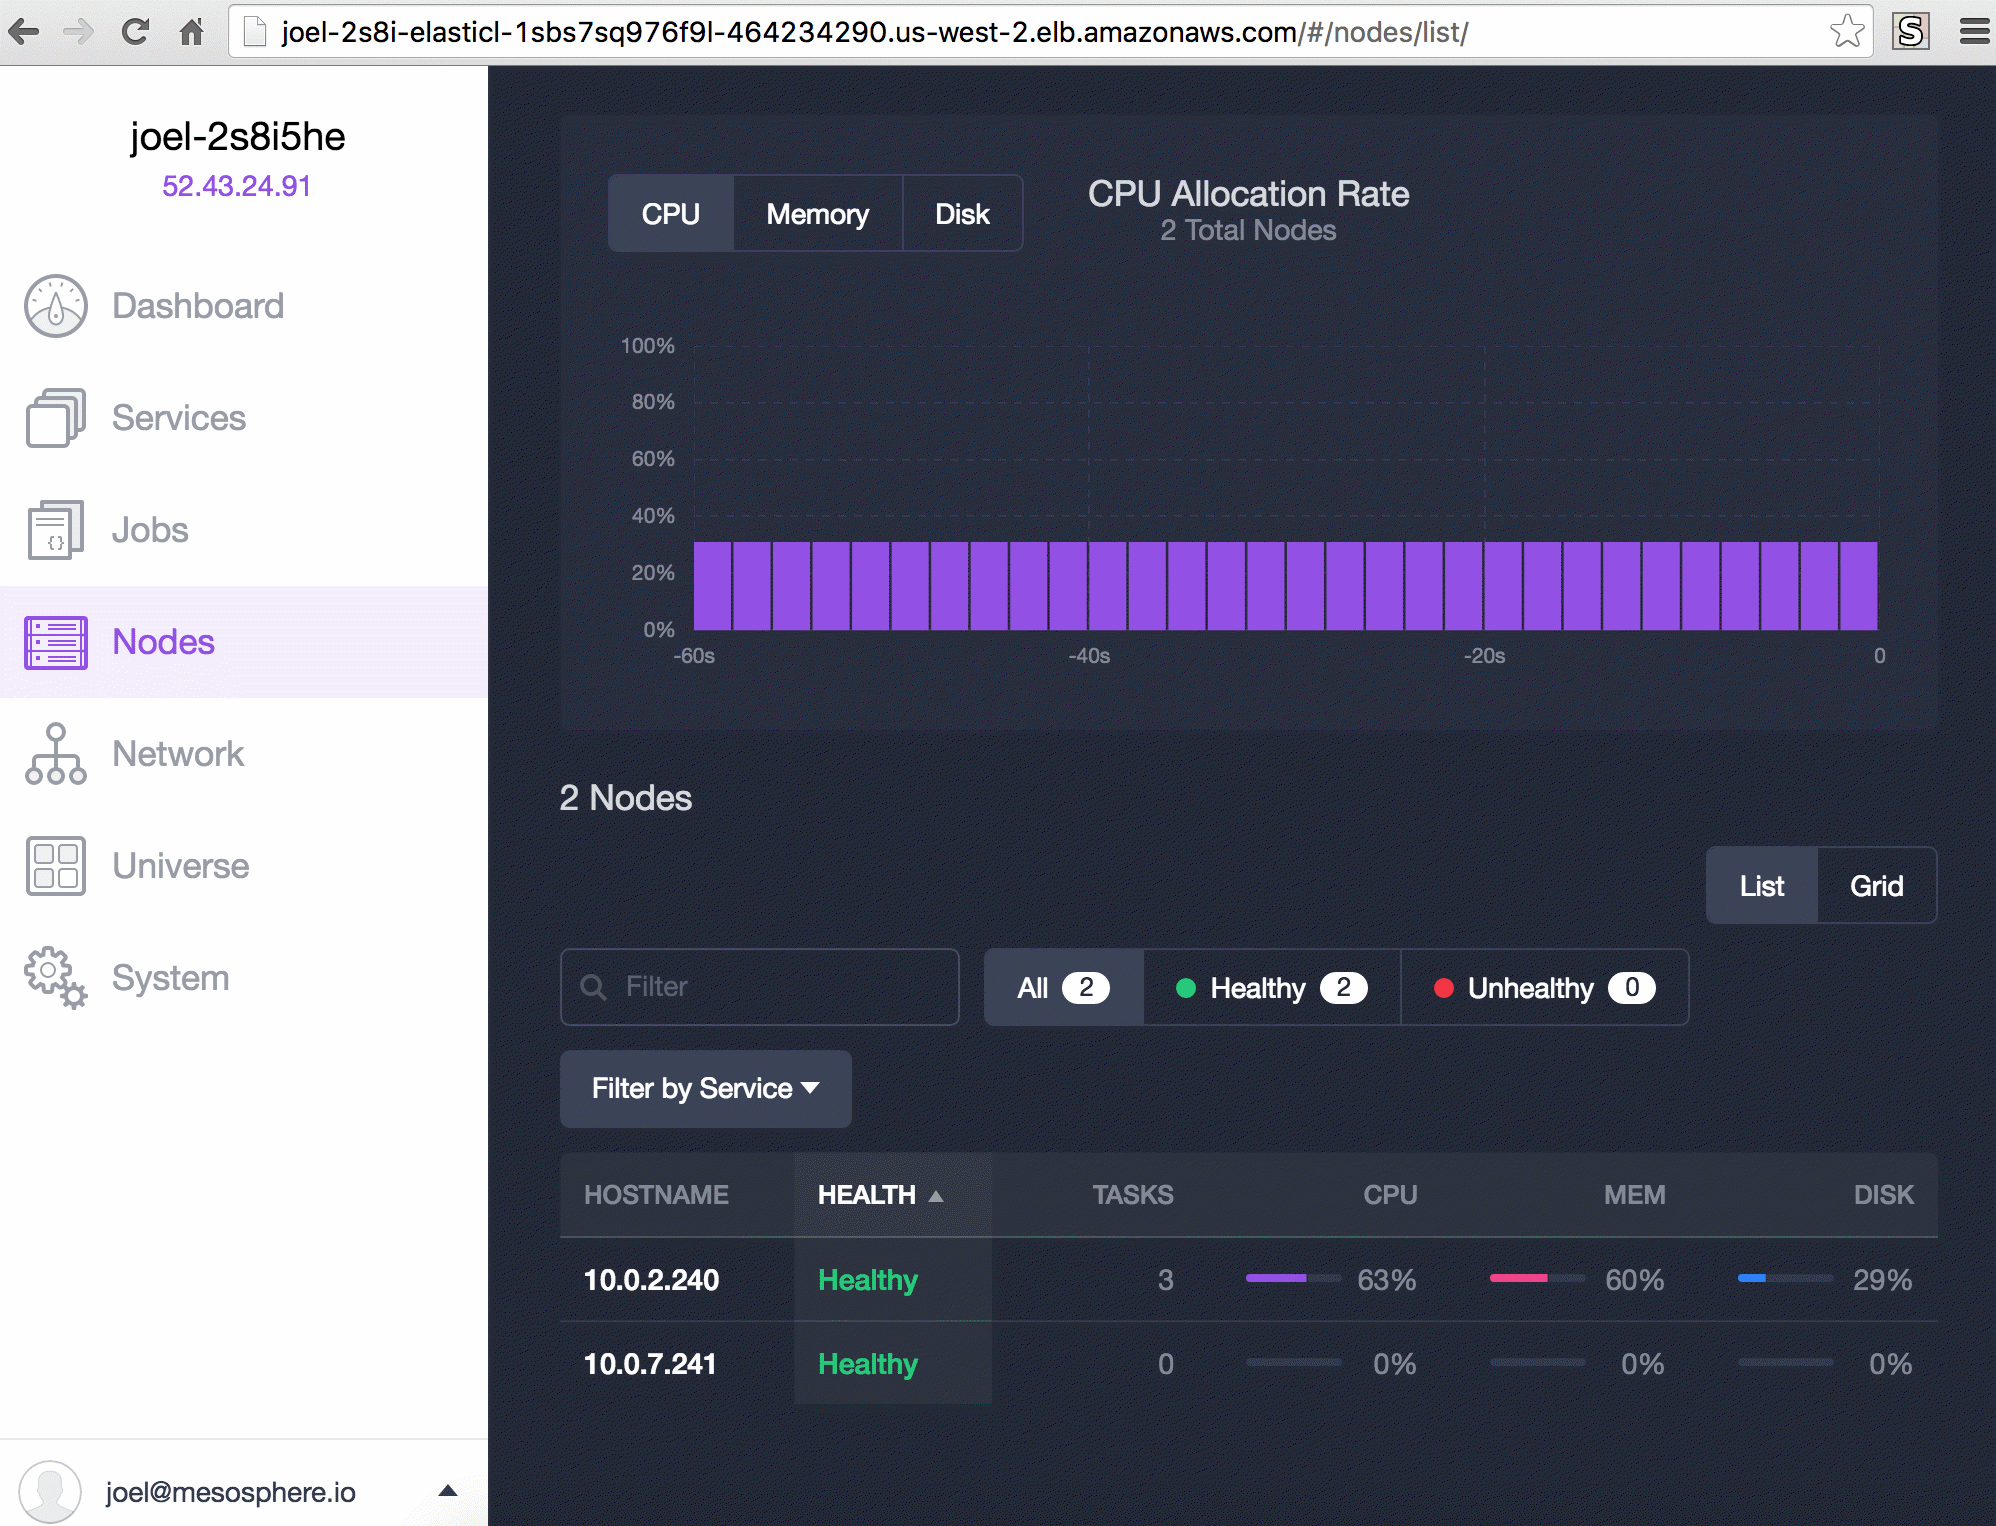 joel-2s8i-elasticl-1sbs7sq976f9l-464234290.us-west-2.elb.amazonaws.com/#/nodes/list/
S
joel-2s8i5he
52.43.24.91
Dashboard
Services
Jobs
Nodes
Network
Universe
System
joel@mesosphere.io
CPU Memory Disk
CPU Allocation Rate
2 Total Nodes
100%
80%
60%
40%
20%
0%
-60s -40s -20s 0
2 Nodes
List Grid
Filter All 2 Healthy 2 Unhealthy 0
Filter by Service
HOSTNAME HEALTH TASKS CPU MEM DISK
10.0.2.240 Healthy 3 63% 60% 29%
10.0.7.241 Healthy 0 0% 0% 0%